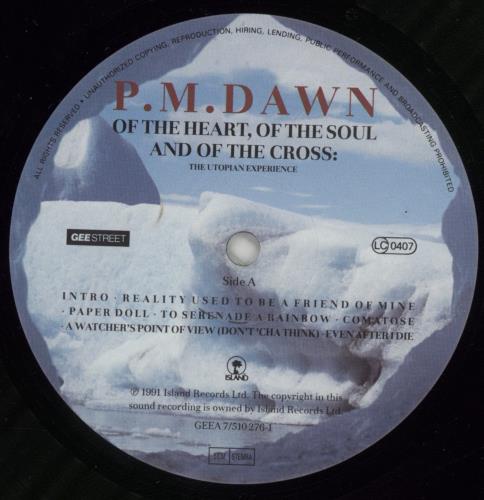 ALL RIGHTS RESERVED • UNAUTHORIZED COPYING, REPRODUCTION, HIRING, LENDING, PUBLIC PERFORMANCE AND BROADCASTING PROHIBITED
P.M.DAWN
OF THE HEART, OF THE SOUL
AND OF THE CROSS:
THE UTOPIAN EXPERIENCE
GEE STREET
LC 0407
Side A
INTRO · REALITY USED TO BE A FRIEND OF MINE
· PAPER DOLL · TO SERENADE A RAINBOW · COMATOSE ·
A WATCHER'S POINT OF VIEW (DON'T 'CHA THINK) · EVEN AFTER I DIE
ISLAND
℗ 1991 Island Records Ltd. The copyright in this
sound recording is owned by Island Records Ltd.
GEEA 7/510 276-1
STEMRA